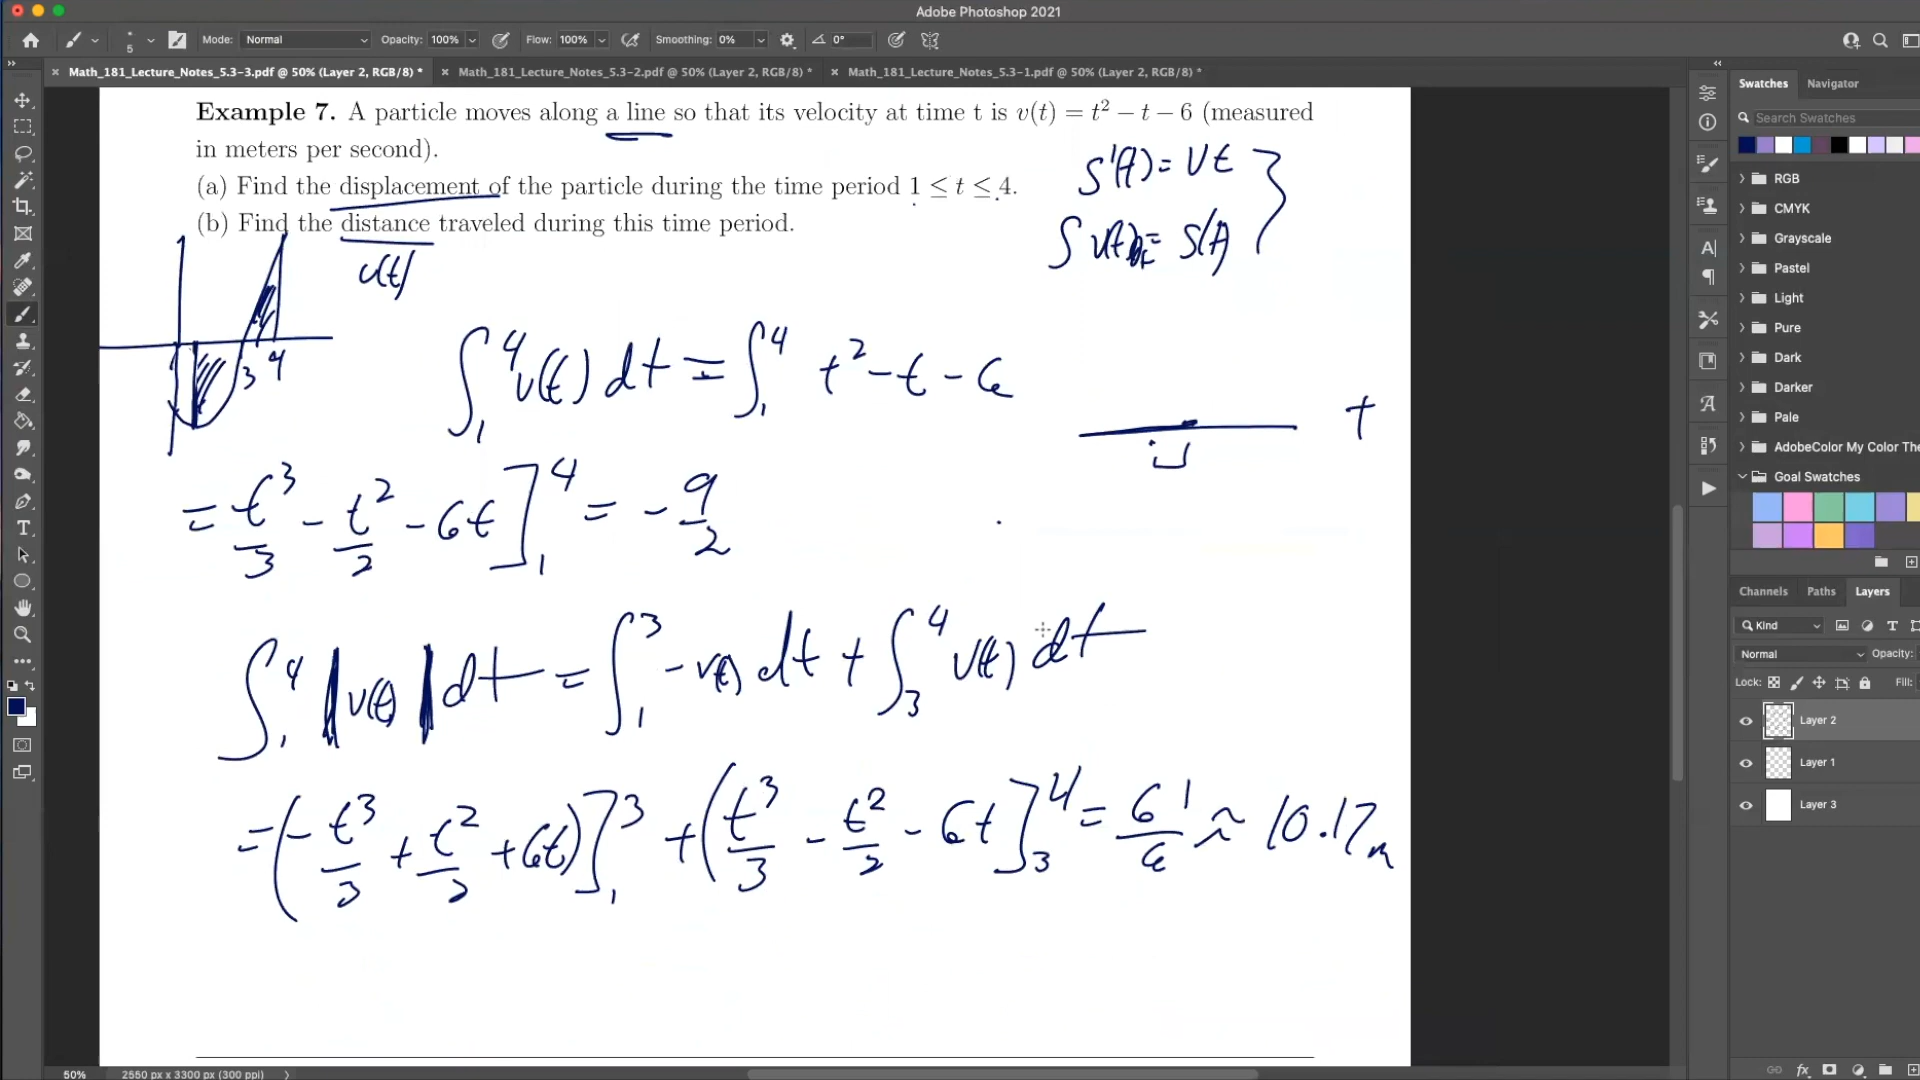 Adobe Photoshop 2021
5 Mode: Normal Opacity: 100% Flow: 100% Smoothing: 0% 0°
Math_181_Lecture_Notes_5.3-3.pdf @ 50% (Layer 2, RGB/8) *
Math_181_Lecture_Notes_5.3-2.pdf @ 50% (Layer 2, RGB/8) *
Math_181_Lecture_Notes_5.3-1.pdf @ 50% (Layer 2, RGB/8) *
Example 7. A particle moves along a line so that its velocity at time t is v(t) = t² − t − 6 (measured
in meters per second).
(a) Find the displacement of the particle during the time period 1 ≤ t ≤ 4.
(b) Find the distance traveled during this time period.
S'(t) = Vt
∫ v(t) dt = S(t)
v(t)
3 4
∫₁⁴ v(t) dt = ∫₁⁴ t² - t - 6
+
= t³/3 - t²/2 - 6t ]₁⁴ = - 9/2
∫₁⁴ |v(t)| dt = ∫₁³ -v(t) dt + ∫₃⁴ v(t) dt
= (- t³/3 + t²/2 + 6t) ]₁³ + ( t³/3 - t²/2 - 6t ]₃⁴ = 61/6 ≈ 10.17 m
50% 2550 px x 3300 px (300 ppi)
Swatches Navigator
Search Swatches
RGB
CMYK
Grayscale
Pastel
Light
Pure
Dark
Darker
Pale
AdobeColor My Color The
Goal Swatches
Channels Paths Layers
Kind
Normal Opacity:
Lock: Fill:
Layer 2
Layer 1
Layer 3